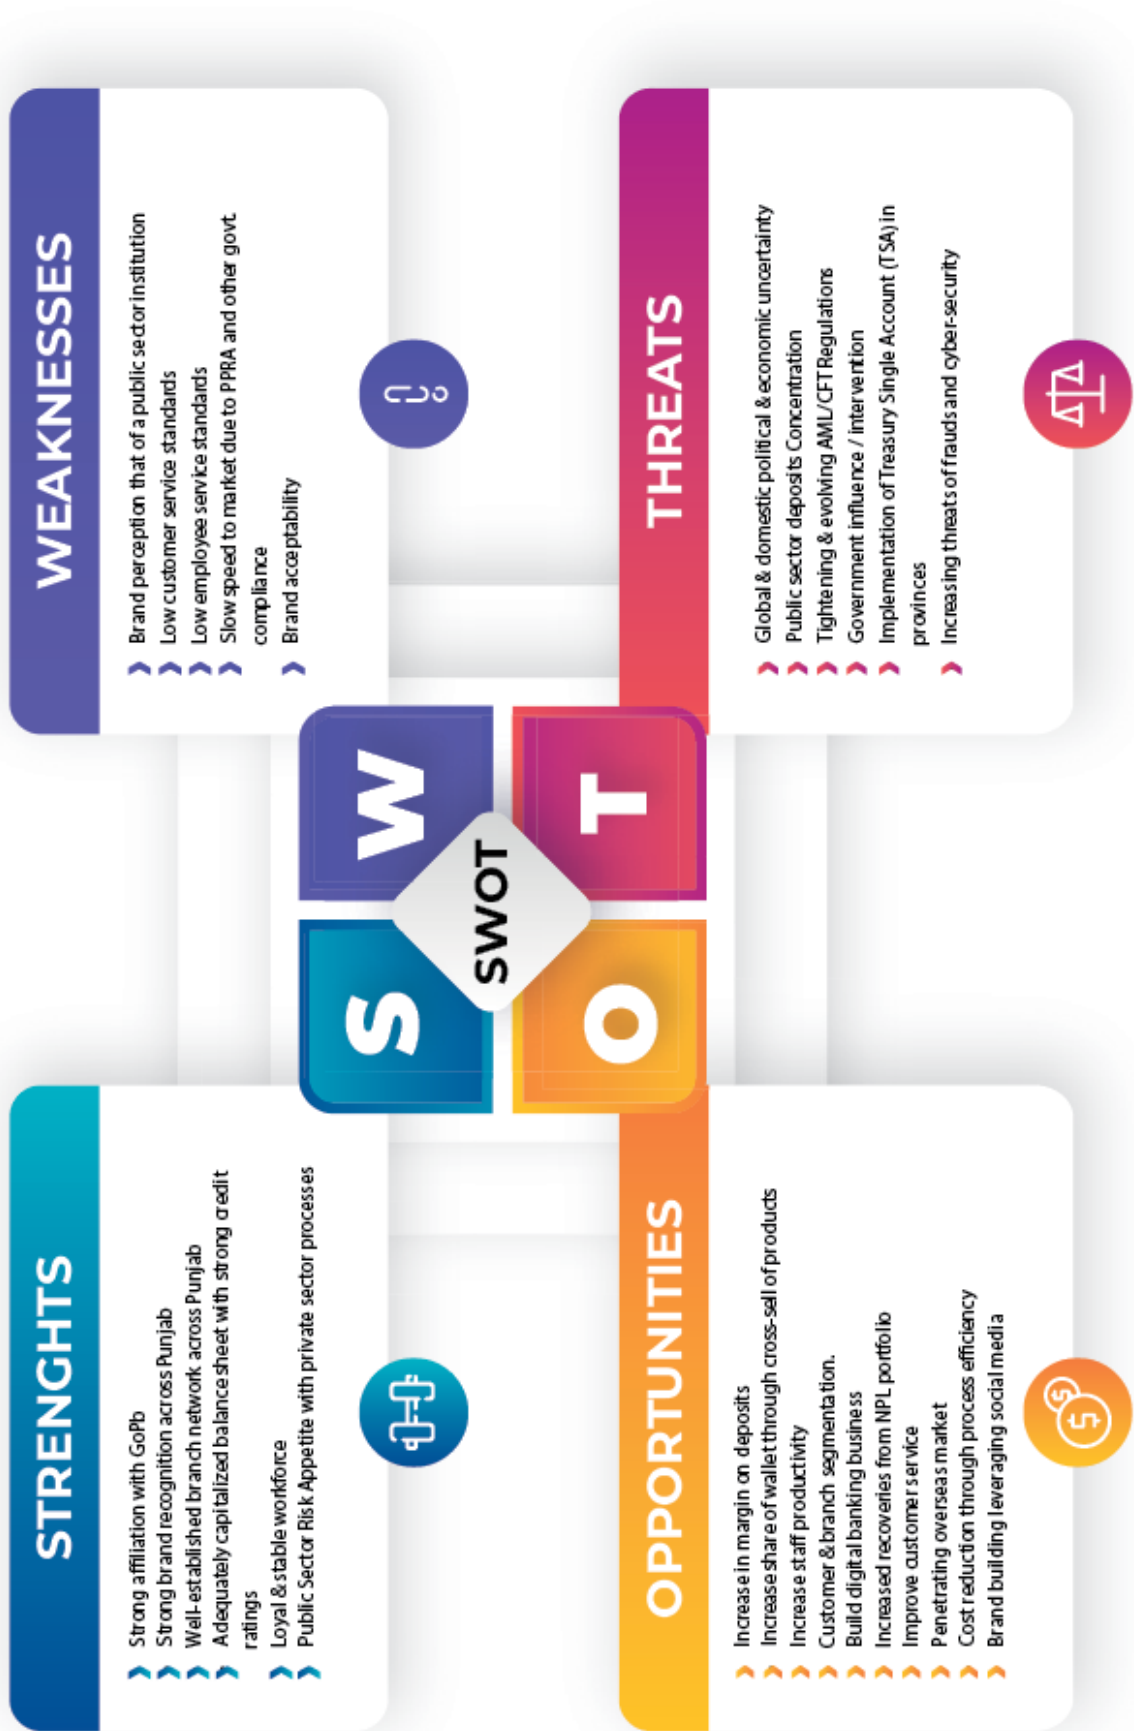 STRENGHTS
Strong affiliation with GoPb
Strong brand recognition across Punjab
Well-established branch network across Punjab
Adequately capitalized balance sheet with strong credit
ratings
Loyal & stable workforce
Public Sector Risk Appetite with private sector processes
WEAKNESSES
Brand perception that of a public sector institution
Low customer service standards
Low employee service standards
Slow speed to market due to PPRA and other govt.
compliance
Brand acceptability
S
W
SWOT
O
T
OPPORTUNITIES
Increase in margin on deposits
Increase share of wallet through cross-sell of products
Increase staff productivity
Customer & branch segmentation.
Build digital banking business
Increased recoveries from NPL portfolio
Improve customer service
Penetrating overseas market
Cost reduction through process efficiency
Brand building leveraging social media
$
$
THREATS
Global & domestic political & economic uncertainty
Public sector deposits Concentration
Tightening & evolving AML/CFT Regulations
Government influence / intervention
Implementation of Treasury Single Account (TSA) in
provinces
Increasing threats of frauds and cyber-security